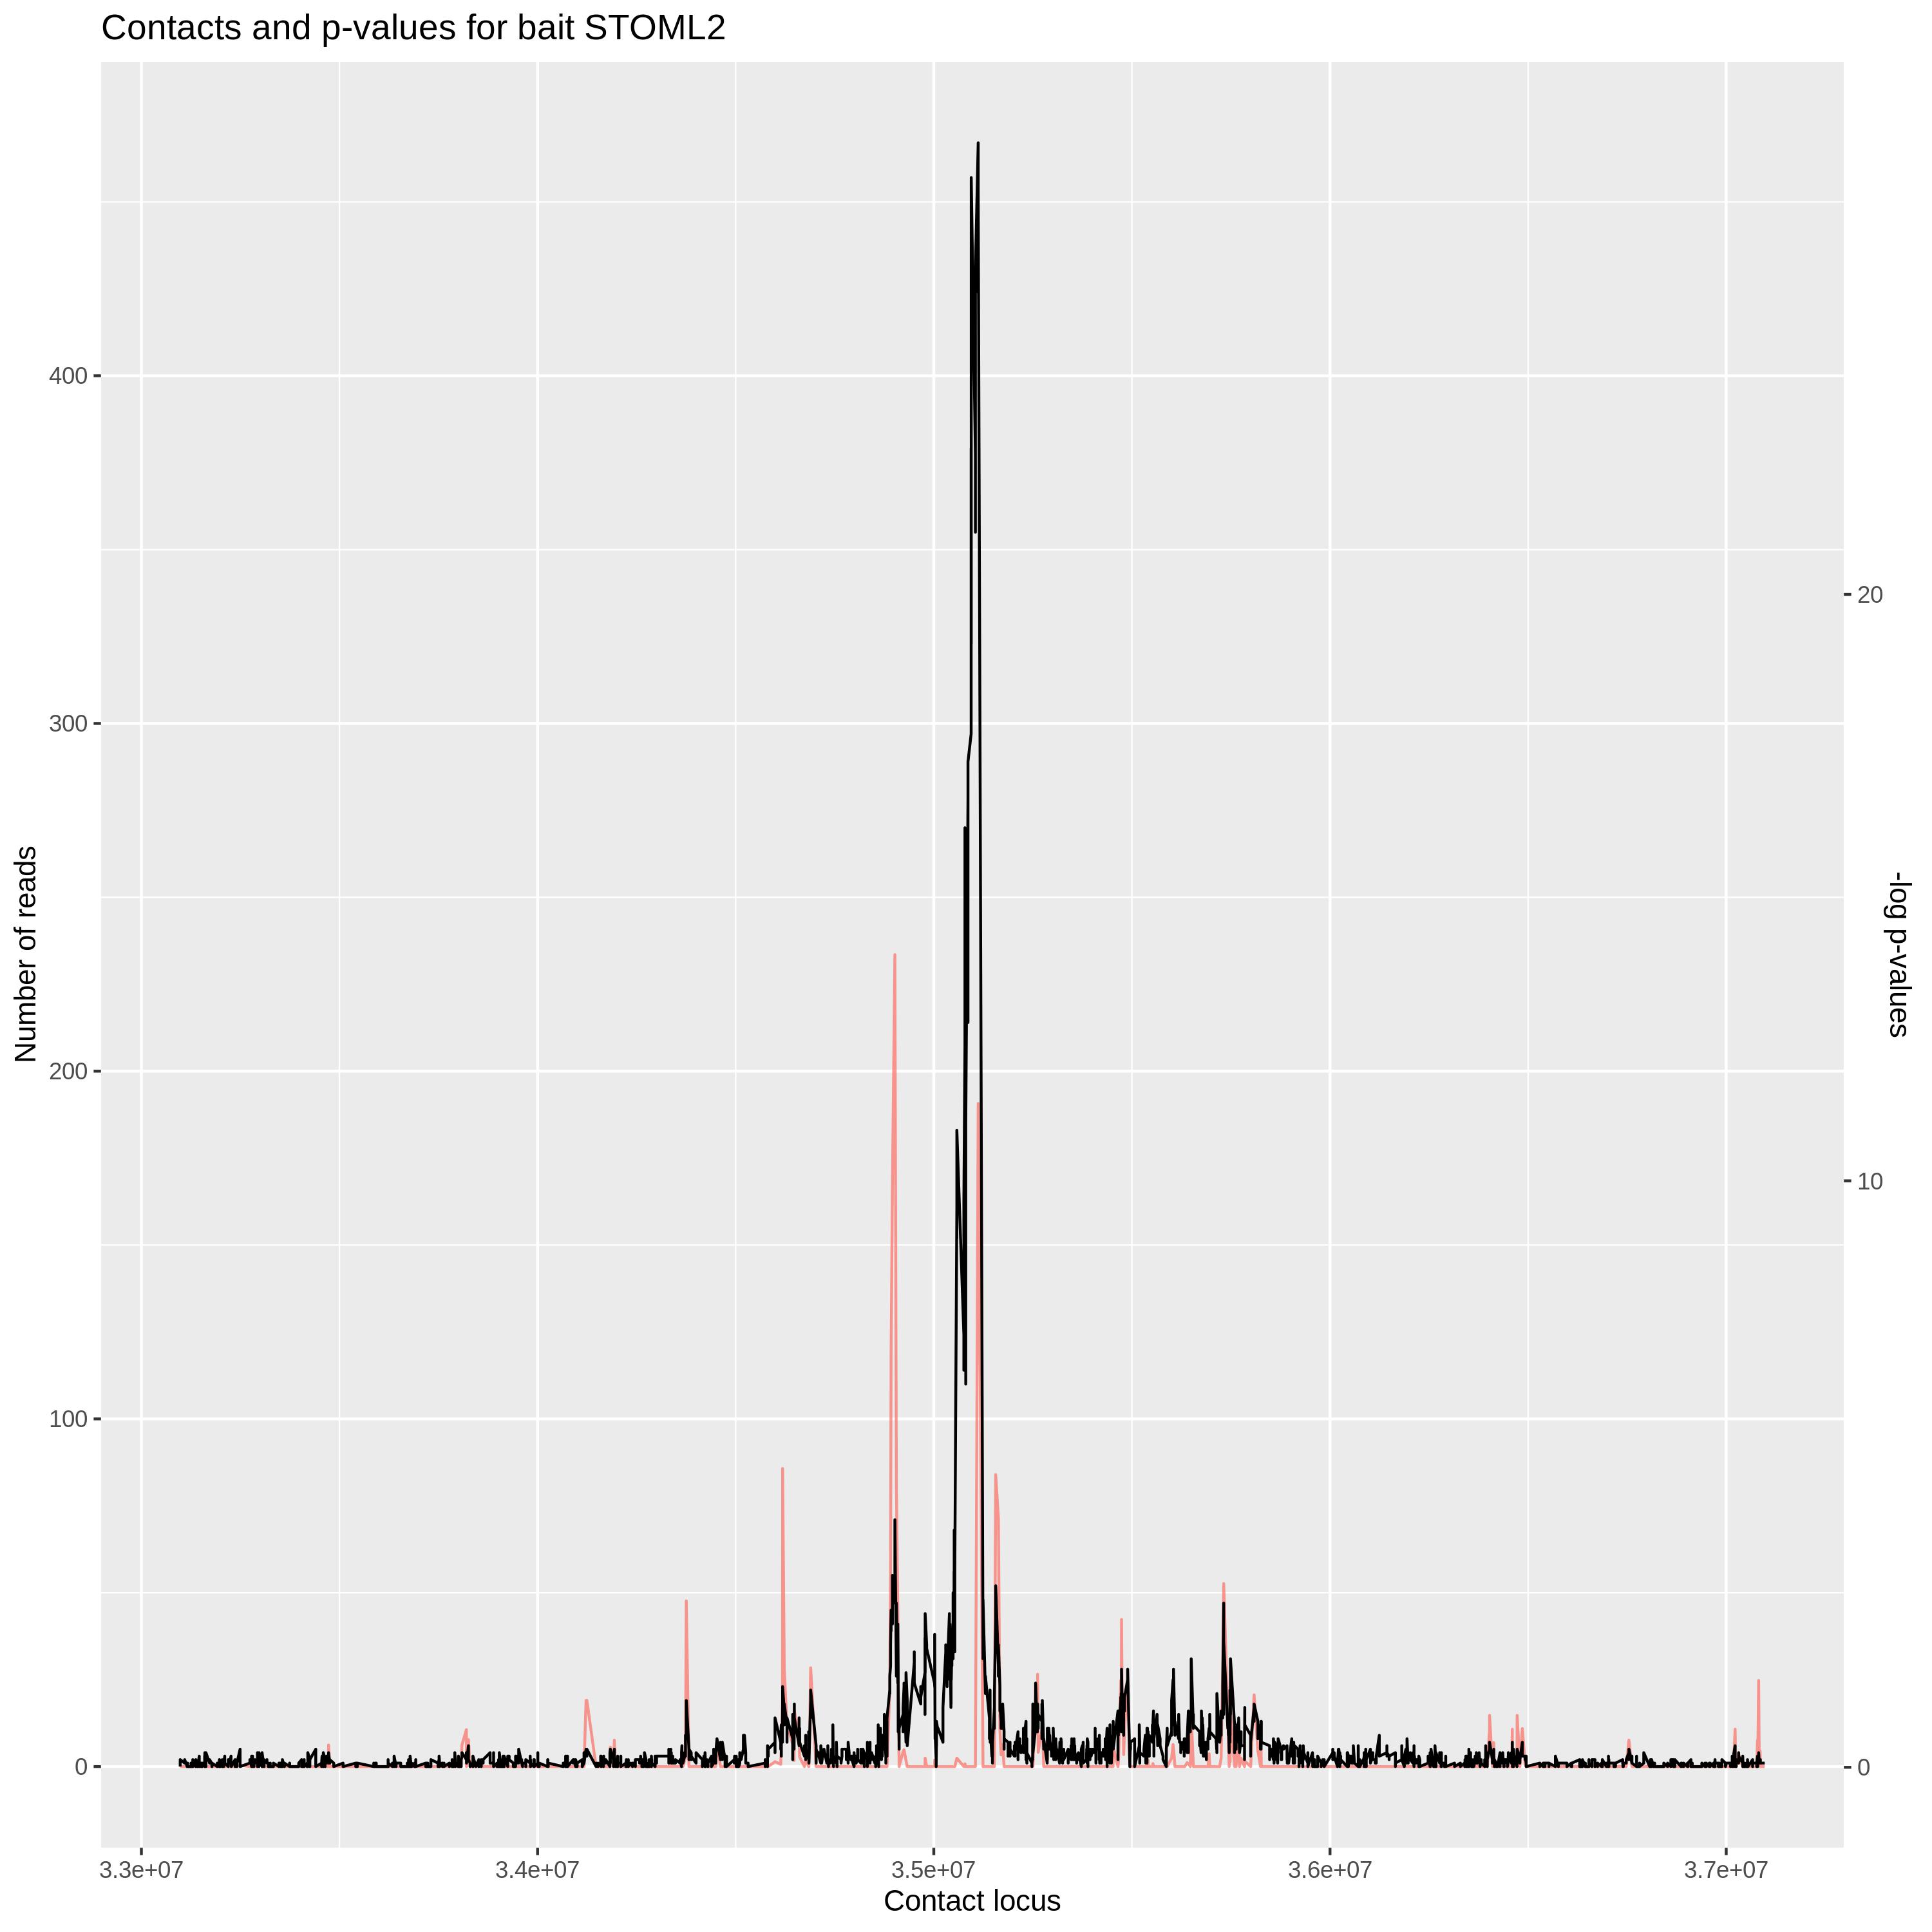 Contacts and p-values for bait STOML2
400
300
200
100
0
Number of reads
20
10
0
-log p-values
3.3e+07 3.4e+07 3.5e+07 3.6e+07 3.7e+07
Contact locus